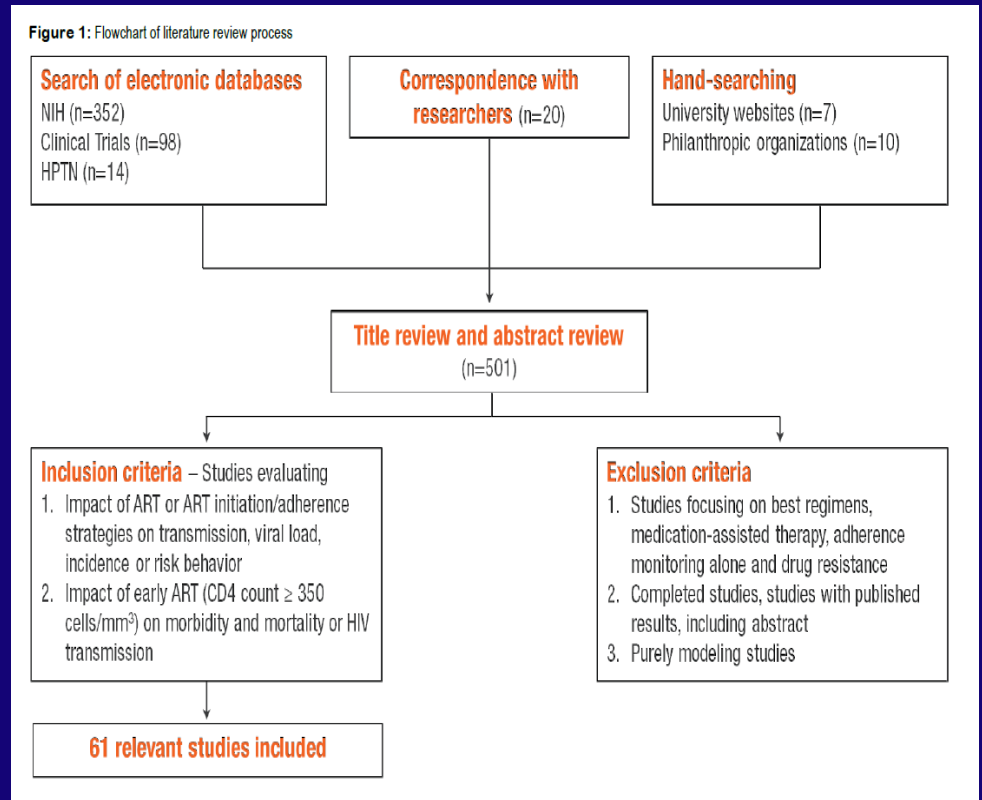 Figure 1: Flowchart of literature review process
Search of electronic databases
NIH (n=352)
Clinical Trials (n=98)
HPTN (n=14)
Correspondence with
researchers (n=20)
Hand-searching
University websites (n=7)
Philanthropic organizations (n=10)
Title review and abstract review
(n=501)
Inclusion criteria – Studies evaluating
1. Impact of ART or ART initiation/adherence
strategies on transmission, viral load,
incidence or risk behavior
2. Impact of early ART (CD4 count ≥ 350
cells/mm³) on morbidity and mortality or HIV
transmission
Exclusion criteria
1. Studies focusing on best regimens,
medication-assisted therapy, adherence
monitoring alone and drug resistance
2. Completed studies, studies with published
results, including abstract
3. Purely modeling studies
61 relevant studies included